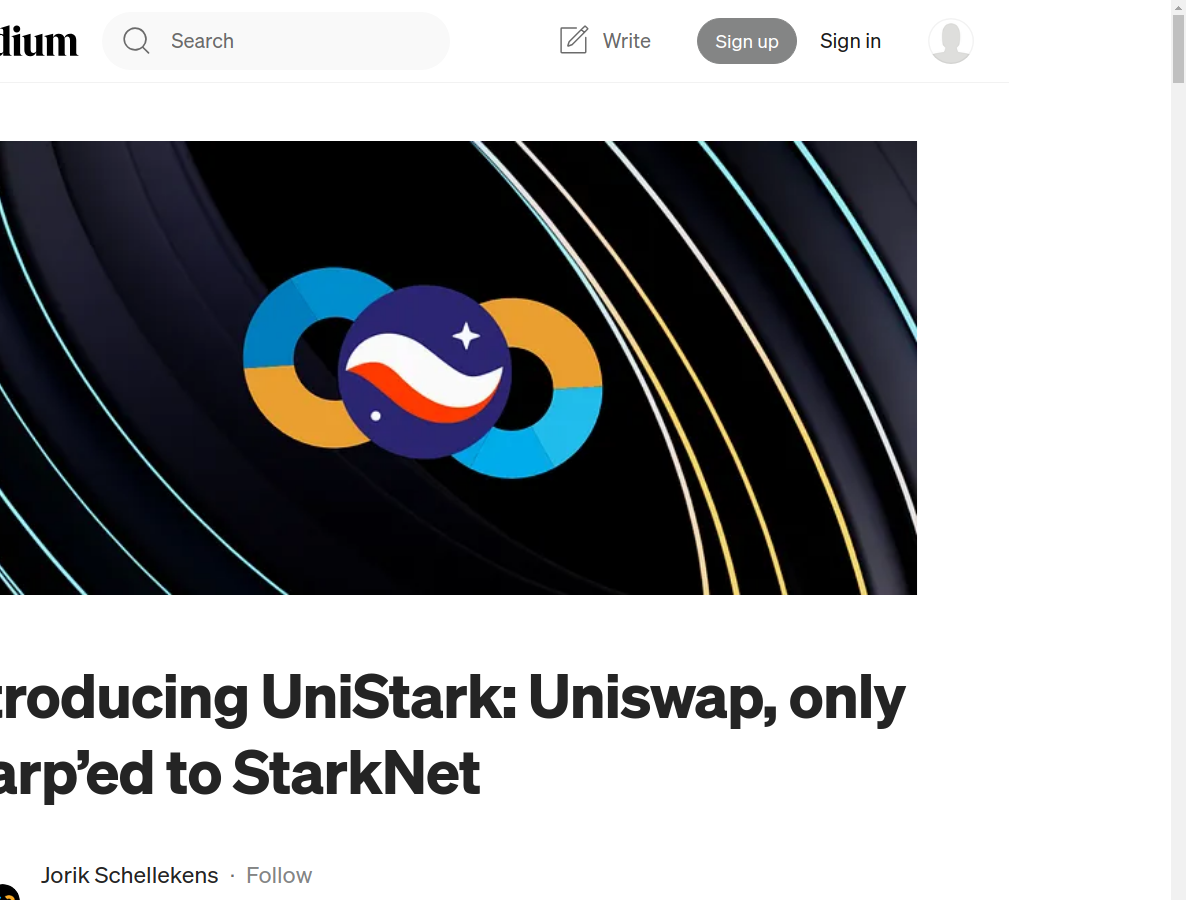 dium
Search
Write
Sign up
Sign in
troducing UniStark: Uniswap, only
arp’ed to StarkNet
Jorik Schellekens · Follow